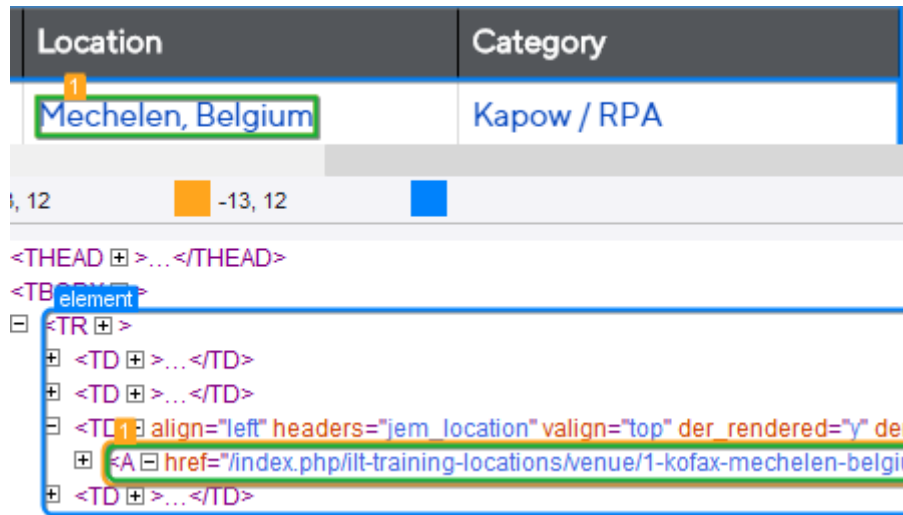 Location Category
1
Mechelen, Belgium Kapow / RPA
, 12 -13, 12
<THEAD >...</THEAD>
element
<TR >
<TD >...</TD>
<TD >...</TD>
1
align="left" headers="jem_location" valign="top" der_rendered="y"
<A href="/index.php/ilt-training-locations/venue/1-kofax-mechelen-belgi
<TD >...</TD>